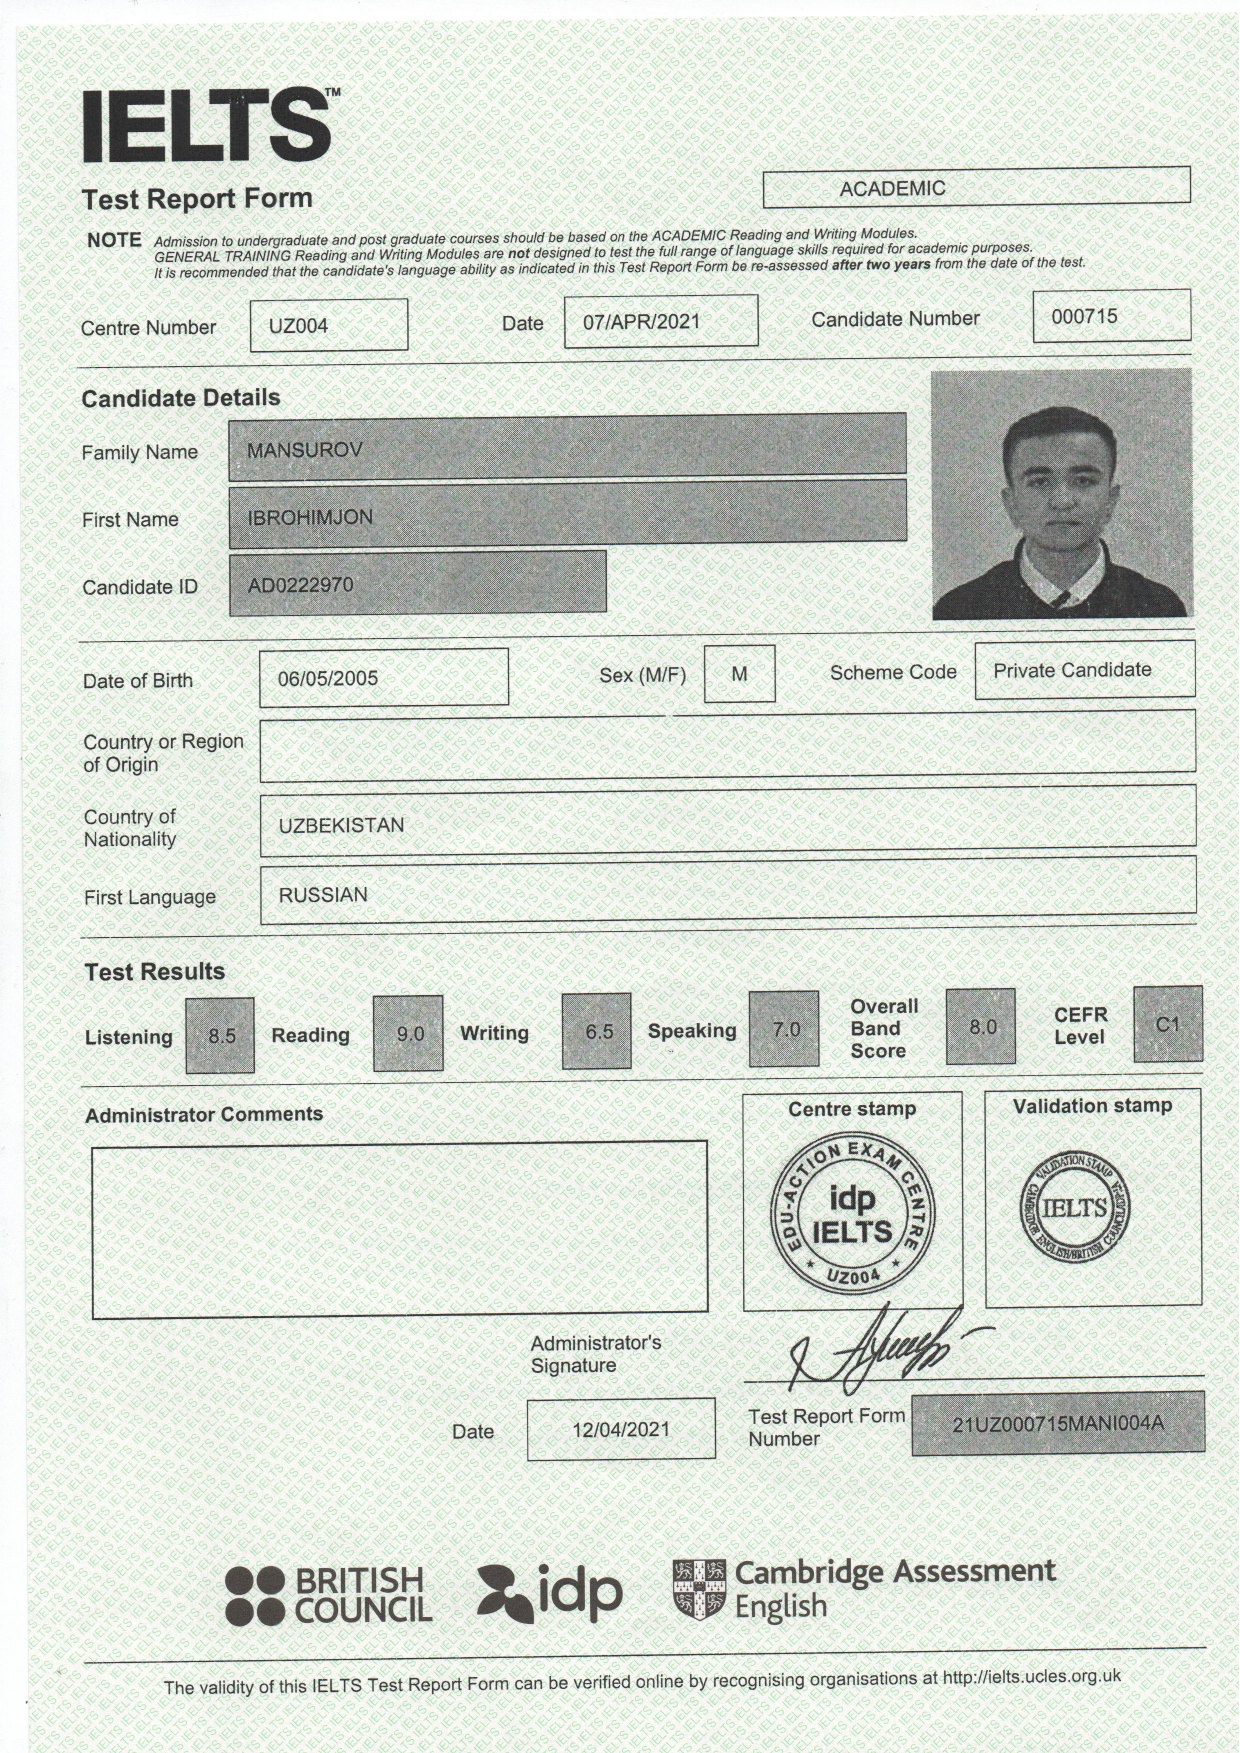 IELTS™
Test Report Form
ACADEMIC
NOTE Admission to undergraduate and post graduate courses should be based on the ACADEMIC Reading and Writing Modules.
GENERAL TRAINING Reading and Writing Modules are not designed to test the full range of language skills required for academic purposes.
It is recommended that the candidate's language ability as indicated in this Test Report Form be re-assessed after two years from the date of the test.
Centre Number UZ004 Date 07/APR/2021 Candidate Number 000715
Candidate Details
Family Name MANSUROV
First Name IBROHIMJON
Candidate ID AD0222970
Date of Birth 06/05/2005 Sex (M/F) M Scheme Code Private Candidate
Country or Region
of Origin
Country of
Nationality UZBEKISTAN
First Language RUSSIAN
Test Results
Listening 8.5 Reading 9.0 Writing 6.5 Speaking 7.0 Overall Band Score 8.0 CEFR Level C1
Administrator Comments
Centre stamp
EDU-ACTION EXAM CENTRE
idp
IELTS
UZ004
Validation stamp
VALIDATION STAMP
IELTS
CAMBRIDGE ENGLISH/BRITISH COUNCIL/IDP:IA
Administrator's
Signature
Date 12/04/2021
Test Report Form
Number 21UZ000715MANI004A
BRITISH
COUNCIL
idp
Cambridge Assessment
English
The validity of this IELTS Test Report Form can be verified online by recognising organisations at http://ielts.ucles.org.uk